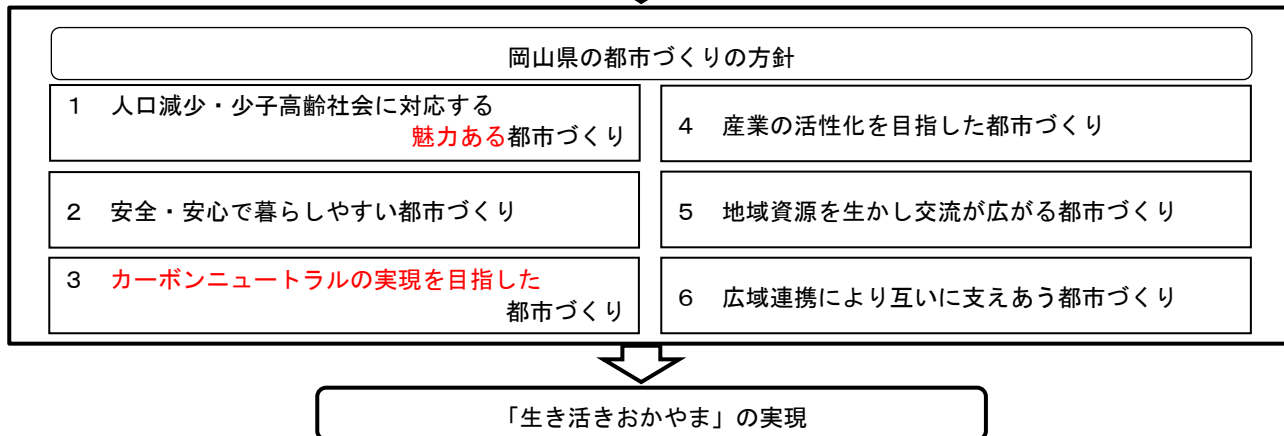 岡山県の都市づくりの方針
１　人口減少・少子高齢社会に対応する
魅力ある都市づくり
２　安全・安心で暮らしやすい都市づくり
３　カーボンニュートラルの実現を目指した
都市づくり
４　産業の活性化を目指した都市づくり
５　地域資源を生かし交流が広がる都市づくり
６　広域連携により互いに支えあう都市づくり
「生き活きおかやま」の実現